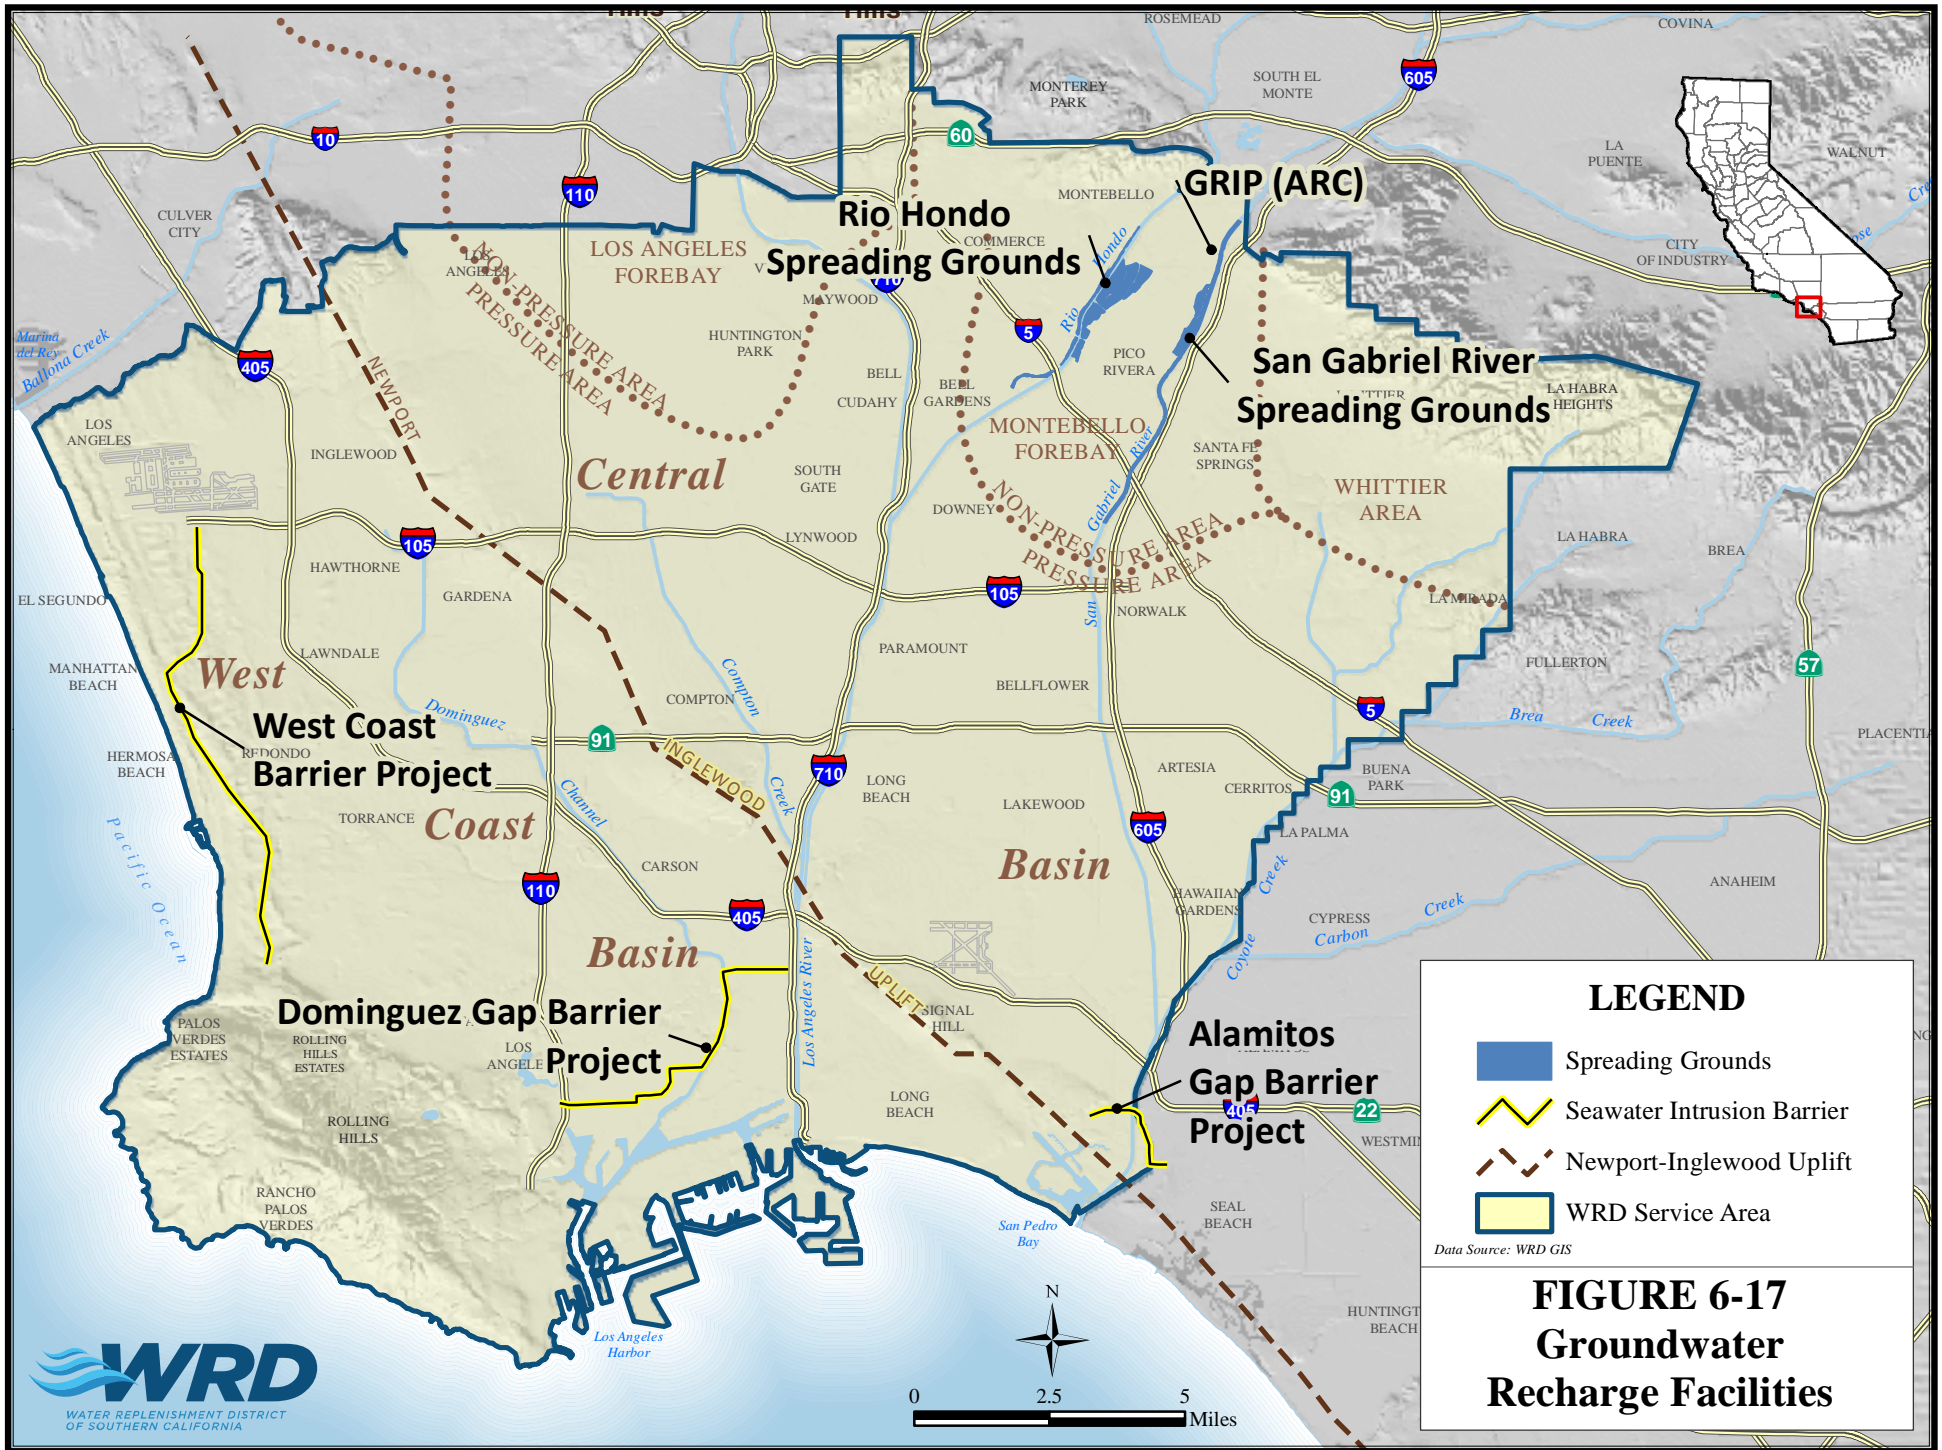 Hills
Hills
ROSEMEAD
COVINA
605
MONTEREY
PARK
SOUTH EL
MONTE
10
60
LA
PUENTE
WALNUT
110
GRIP (ARC)
MONTEBELLO
CULVER
CITY
Rio Hondo
Spreading Grounds
COMMERCE
Hondo
LOS ANGELES
FOREBAY
LOS
ANGELES
NON-PRESSURE AREA
PRESSURE AREA
CITY
OF INDUSTRY
710
MAYWOOD
Rio
5
HUNTINGTON
PARK
Marina
del Rey
Ballona Creek
405
NEWPORT
PICO
RIVERA
San Gabriel River
Spreading Grounds
BELL
BELL
GARDENS
CUDAHY
LA HABRA
HEIGHTS
LOS
ANGELES
INGLEWOOD
MONTEBELLO
FOREBAY
River
SANTA FE
SPRINGS
Central
SOUTH
GATE
WHITTIER
AREA
Gabriel
DOWNEY
NON-PRESSURE AREA
PRESSURE AREA
105
LYNWOOD
LA HABRA
BREA
HAWTHORNE
EL SEGUNDO
GARDENA
105
San
NORWALK
LA MIRADA
LAWNDALE
PARAMOUNT
MANHATTAN
BEACH
West
FULLERTON
57
BELLFLOWER
COMPTON
Compton
Creek
Dominguez
Channel
West Coast
Barrier Project
5
Brea
Creek
PLACENTIA
HERMOSA
BEACH
REDONDO
91
INGLEWOOD
710
LONG
BEACH
ARTESIA
CERRITOS
BUENA
PARK
91
LAKEWOOD
TORRANCE
Coast
605
LA PALMA
Pacific Ocean
CARSON
Basin
110
405
HAWAIIAN
GARDENS
Creek
Coyote
CYPRESS
Carbon
Creek
ANAHEIM
Basin
Los Angeles River
UPLIFT
SIGNAL
HILL
Dominguez Gap Barrier
Project
LOS
PALOS
VERDES
ESTATES
ROLLING
HILLS
ESTATES
Alamitos
Gap Barrier
Project
405
22
LONG
BEACH
ROLLING
HILLS
RANCHO
PALOS
VERDES
SEAL
BEACH
San Pedro
Bay
Los Angeles
Harbor
N
0 2.5 5
Miles
WRD
WATER REPLENISHMENT DISTRICT
OF SOUTHERN CALIFORNIA
LEGEND
Spreading Grounds
Seawater Intrusion Barrier
Newport-Inglewood Uplift
WRD Service Area
Data Source: WRD GIS
FIGURE 6-17
Groundwater
Recharge Facilities